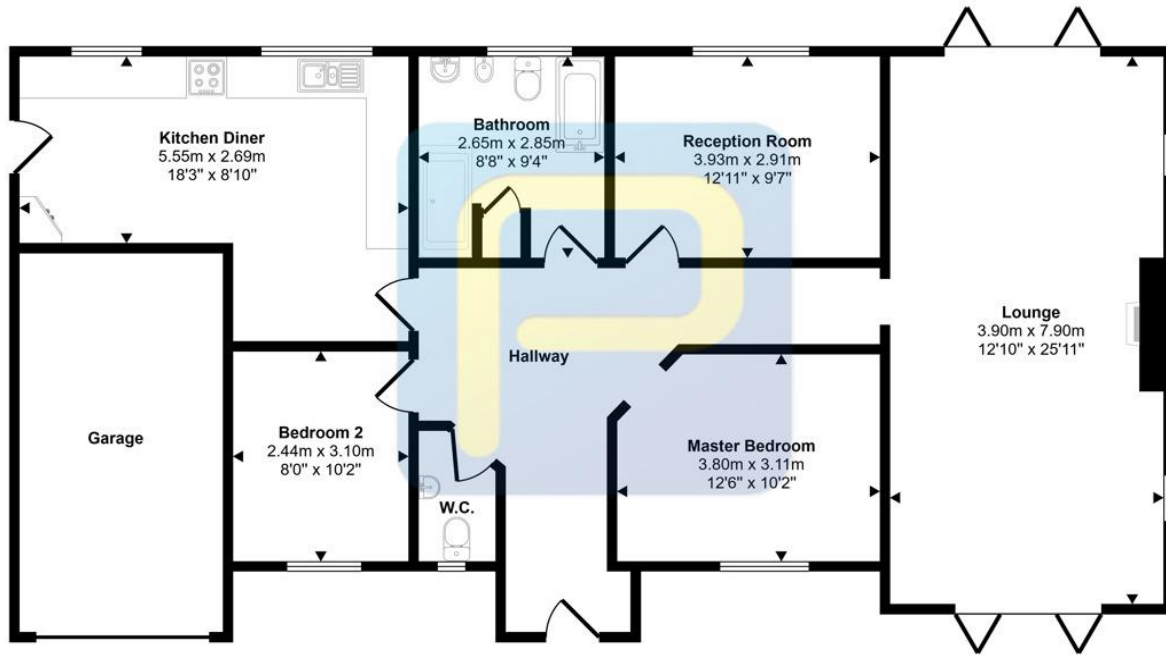 Kitchen Diner
5.55m x 2.69m
18'3" x 8'10"
Bathroom
2.65m x 2.85m
8'8" x 9'4"
Reception Room
3.93m x 2.91m
12'11" x 9'7"
Lounge
3.90m x 7.90m
12'10" x 25'11"
Hallway
Garage
Bedroom 2
2.44m x 3.10m
8'0" x 10'2"
Master Bedroom
3.80m x 3.11m
12'6" x 10'2"
W.C.